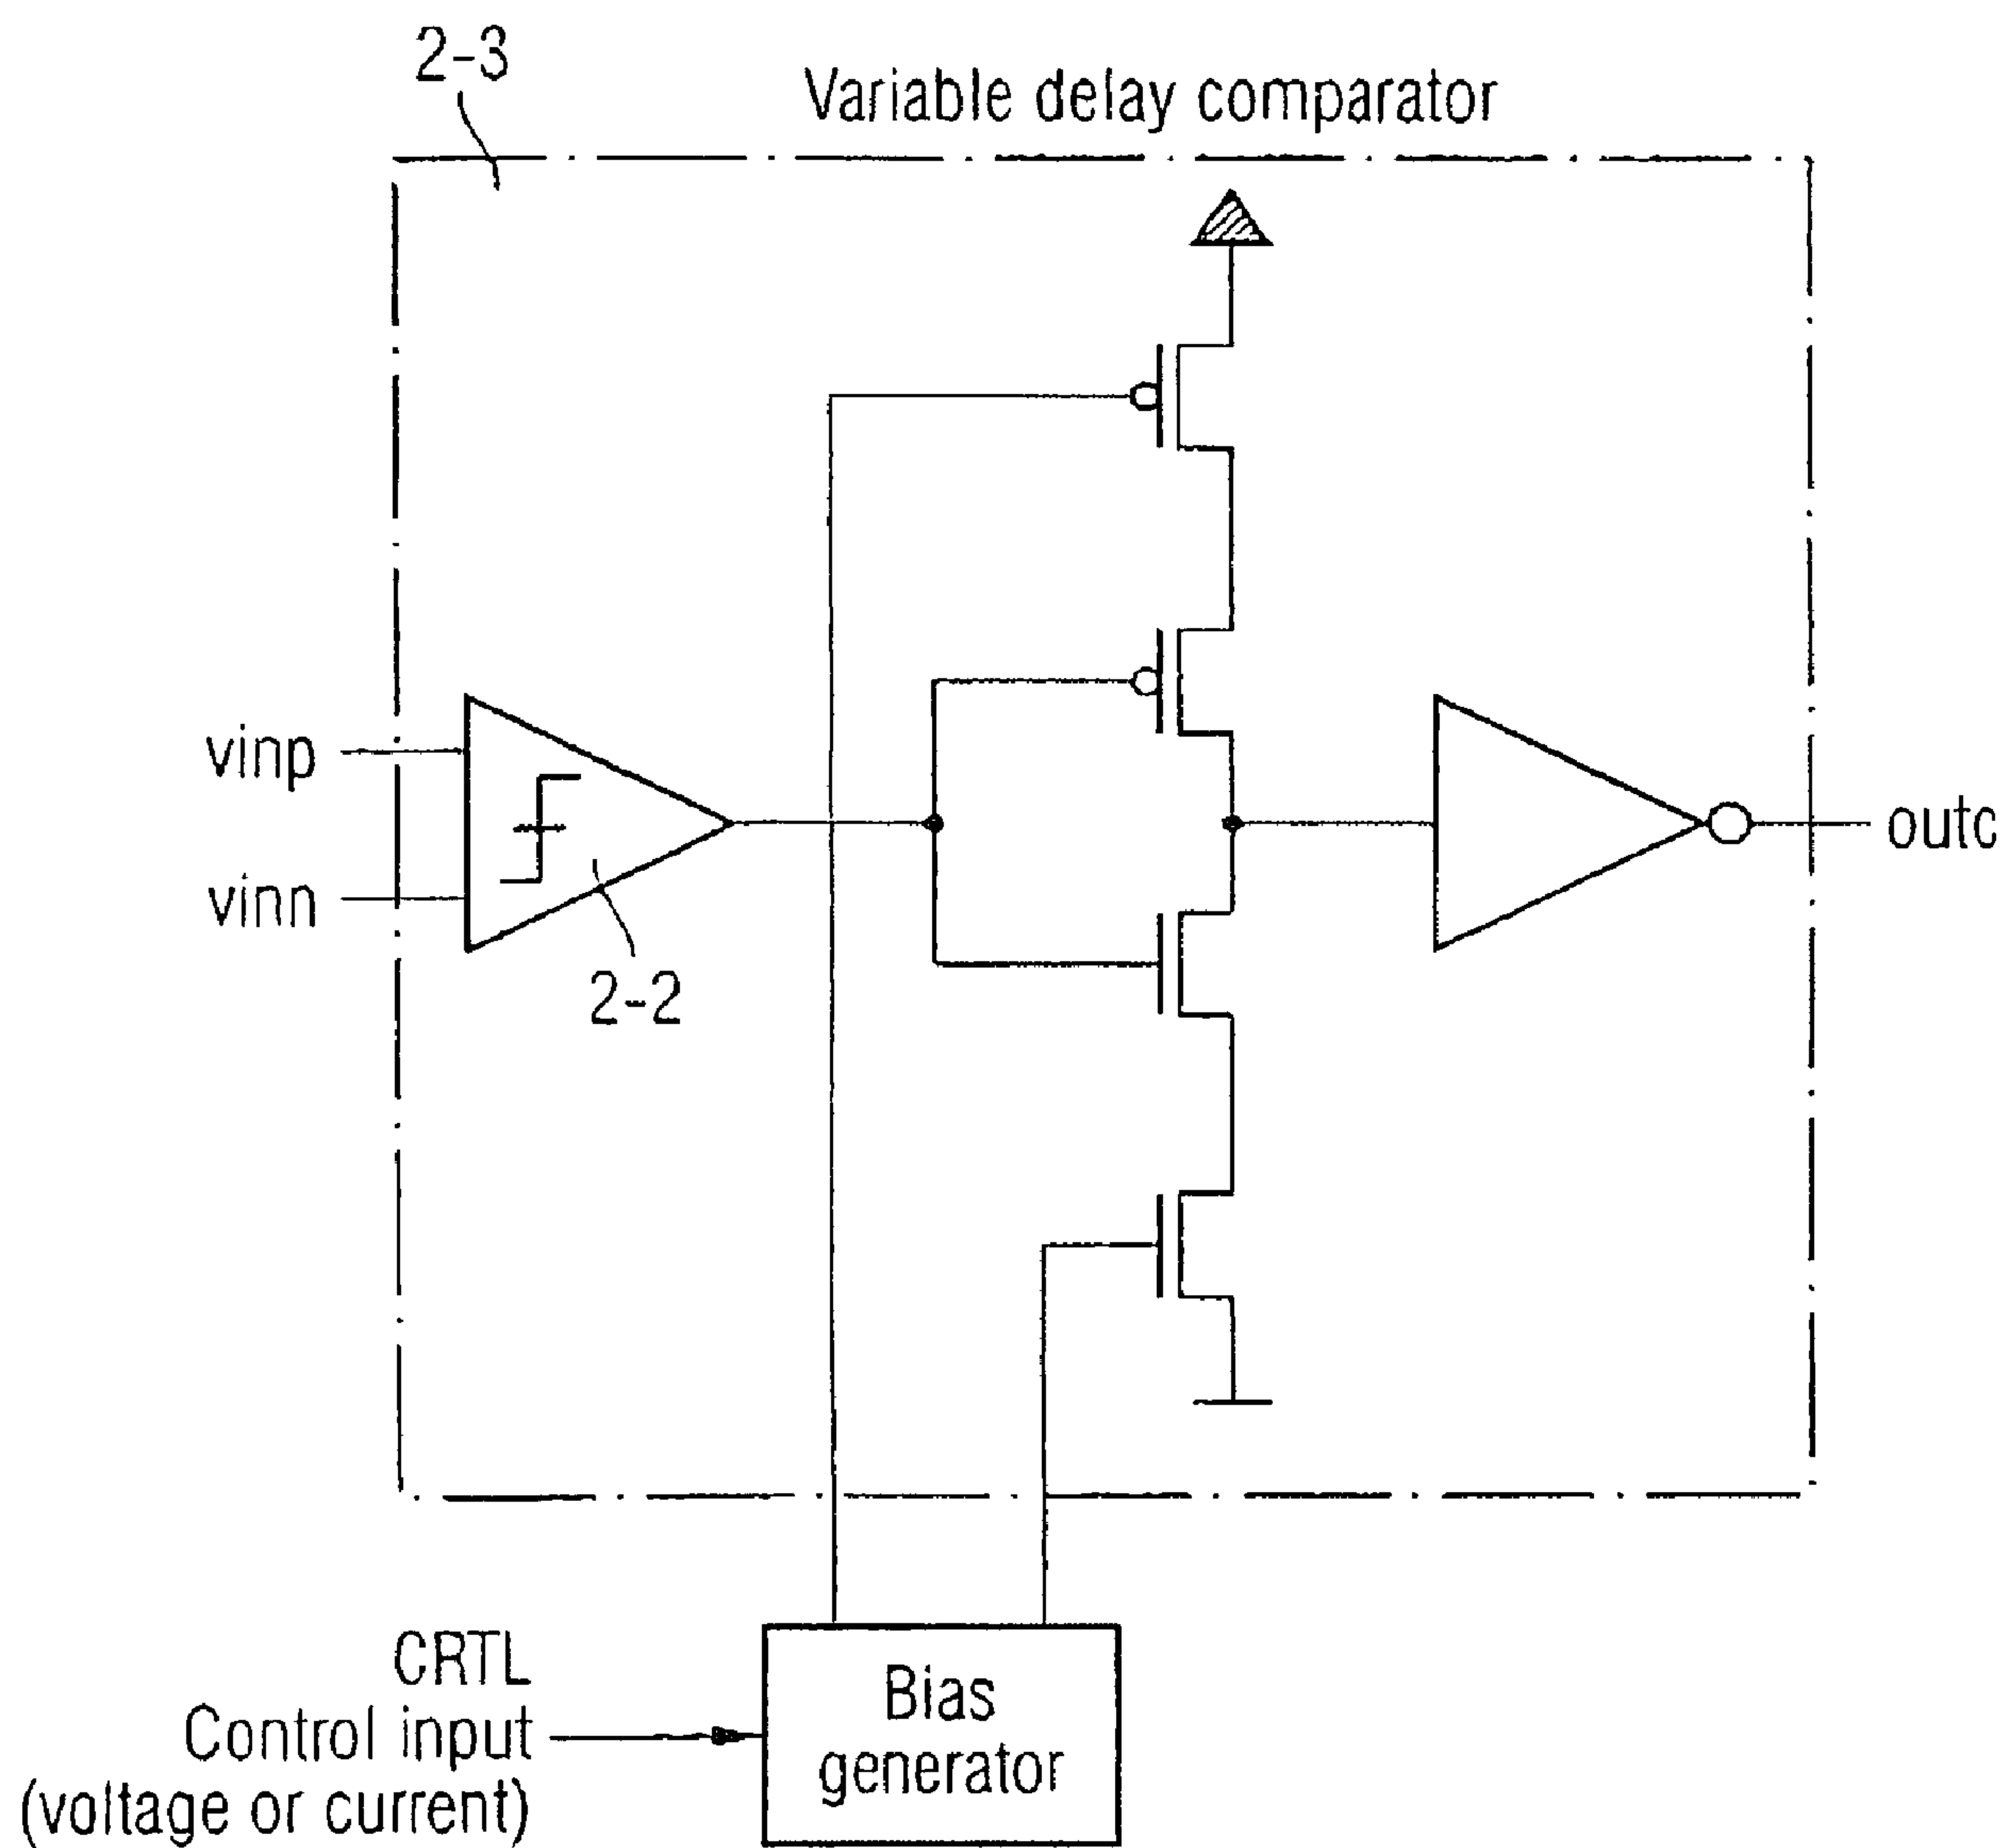 2-3
Variable delay comparator
vinp
vinn
2-2
outc
CRTL
Control input
(voltage or current)
Bias
generator